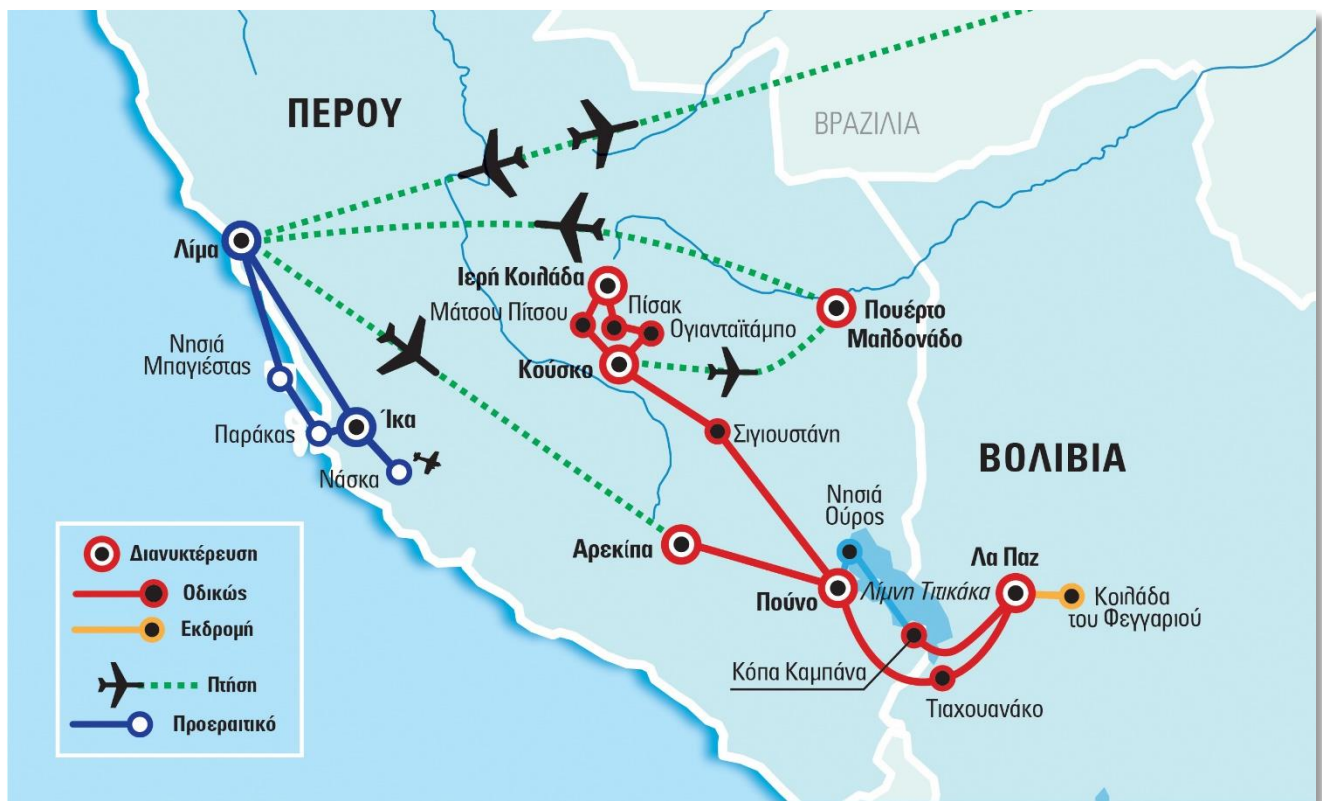 ΠΕΡΟΥ
ΒΡΑΖΙΛΙΑ
Λίμα
Ιερή Κοιλάδα
Μάτσου Πίτσου
Πίσακ
Ογιανταϊτάμπο
Πουέρτο
Μαλδονάδο
Κούσκο
Νησιά
Μπαγιέστας
Παράκας
Ίκα
Νάσκα
Σιγιουστάνη
ΒΟΛΙΒΙΑ
Νησιά
Ούρος
Αρεκίπα
Πούνο
Λίμνη Τιτικάκα
Λα Παζ
Κοιλάδα
του Φεγγαριού
Κόπα Καμπάνα
Τιαχουανάκο
Διανυκτέρευση
Οδικώς
Εκδρομή
Πτήση
Προεραιτικό